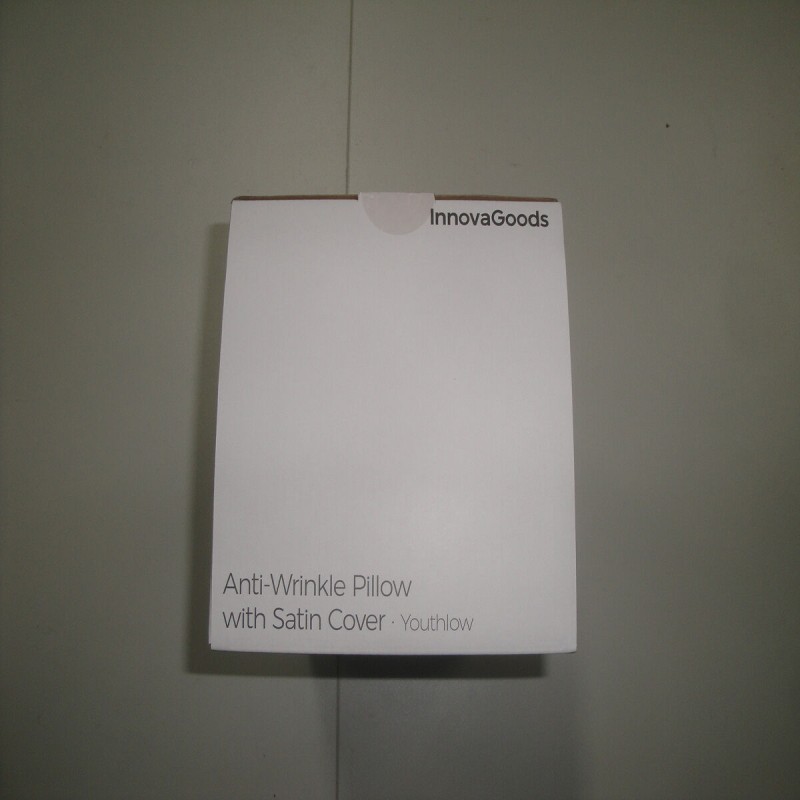 InnovaGoods
Anti-Wrinkle Pillow
with Satin Cover · Youthlow